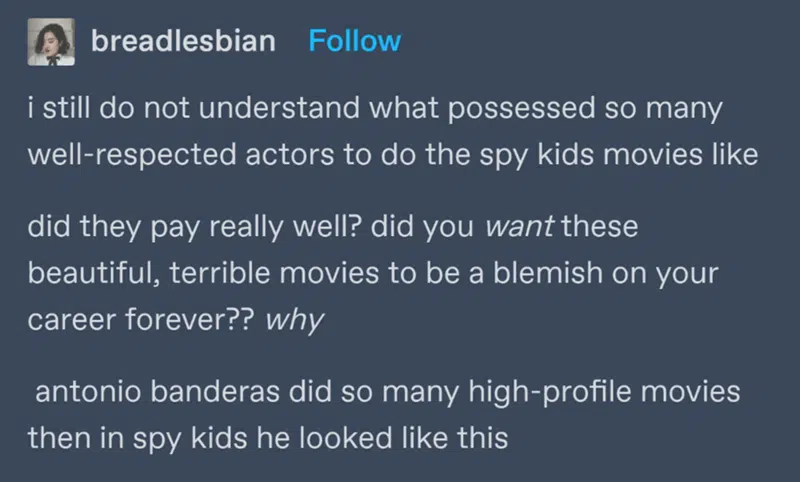 breadlesbian Follow
i still do not understand what possessed so many
well-respected actors to do the spy kids movies like
did they pay really well? did you want these
beautiful, terrible movies to be a blemish on your
career forever?? why
antonio banderas did so many high-profile movies
then in spy kids he looked like this